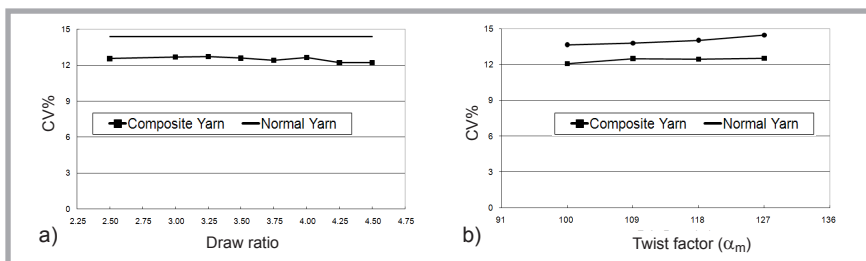 15
12
9
6
3
0
CV%
Composite Yarn
Normal Yarn
2.25 2.50 3.00 3.25 3.50 3.75 4.00 4.25 4.50 4.75
a)
Draw ratio
15
12
9
6
3
0
CV%
Composite Yarn
Normal Yarn
91 100 109 118 127 136
b)
Twist factor (αm)